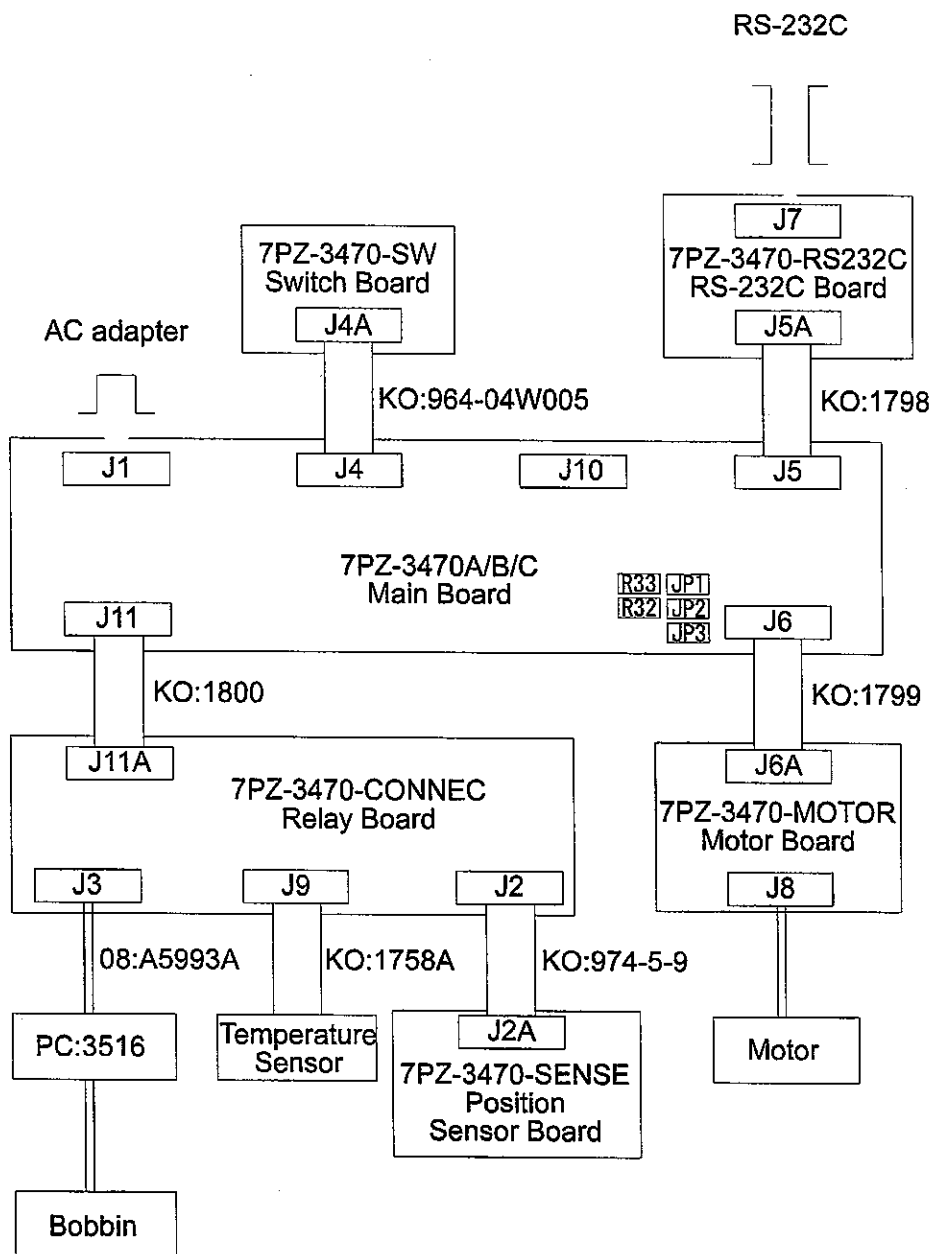 RS-232C
J7
7PZ-3470-RS232C
RS-232C Board
J5A
7PZ-3470-SW
Switch Board
J4A
AC adapter
KO:964-04W005
KO:1798
J1
J4
J10
J5
7PZ-3470A/B/C
Main Board
R33
JP1
R32
JP2
JP3
J11
J6
KO:1800
KO:1799
J11A
7PZ-3470-CONNEC
Relay Board
J6A
7PZ-3470-MOTOR
Motor Board
J3
J9
J2
J8
08:A5993A
KO:1758A
KO:974-5-9
PC:3516
Temperature
Sensor
J2A
7PZ-3470-SENSE
Position
Sensor Board
Motor
Bobbin